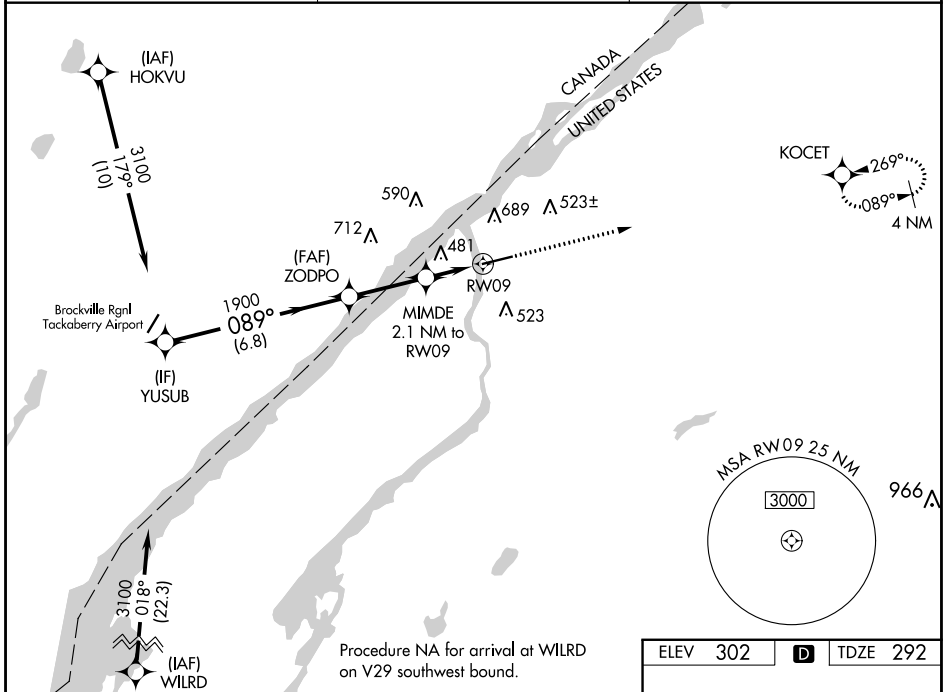 (IAF)
HOKVU
3100
179°
(10)
CANADA
UNITED STATES
KOCET
269°
089°
4 NM
590
689
523±
712
481
(FAF)
ZODPO
RW09
1900
089°
(6.8)
Brockville Rgnl
Tackaberry Airport
MIMDE
2.1 NM to
RW09
523
(IF)
YUSUB
MSA RW09 25 NM
3000
966
3100
018°
(22.3)
(IAF)
WILRD
Procedure NA for arrival at WILRD
on V29 southwest bound.
ELEV 302 D TDZE 292